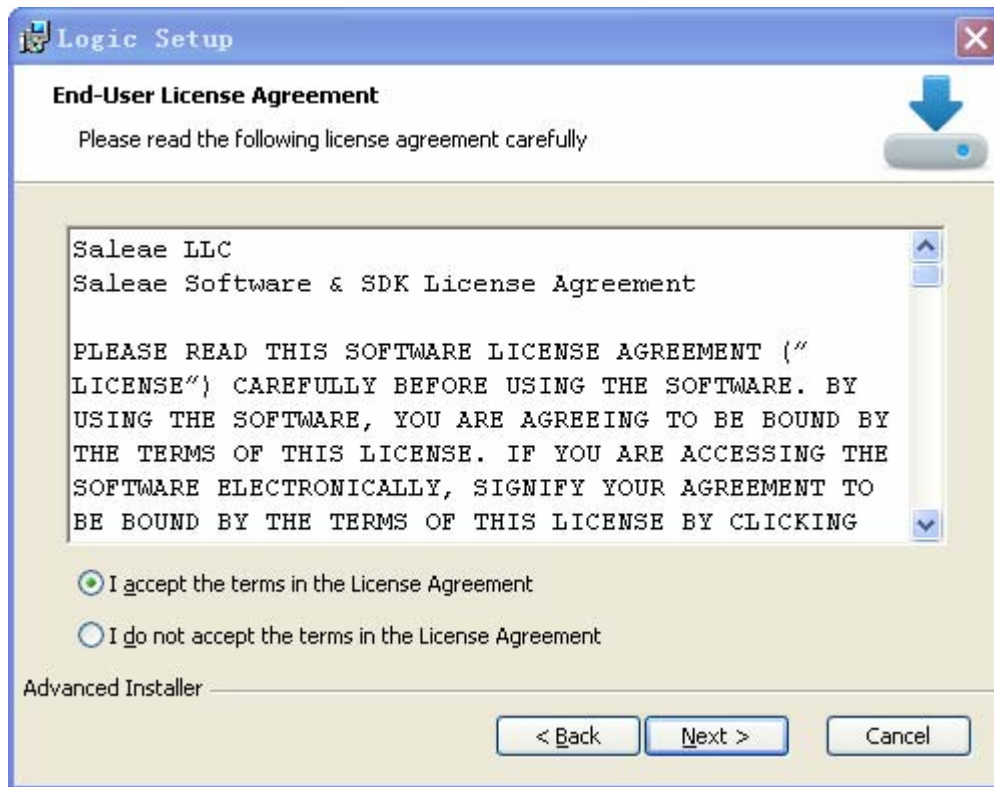 Logic Setup
End-User License Agreement
Please read the following license agreement carefully
Saleae LLC
Saleae Software & SDK License Agreement
PLEASE READ THIS SOFTWARE LICENSE AGREEMENT ("
LICENSE") CAREFULLY BEFORE USING THE SOFTWARE. BY
USING THE SOFTWARE, YOU ARE AGREEING TO BE BOUND BY
THE TERMS OF THIS LICENSE. IF YOU ARE ACCESSING THE
SOFTWARE ELECTRONICALLY, SIGNIFY YOUR AGREEMENT TO
BE BOUND BY THE TERMS OF THIS LICENSE BY CLICKING
I accept the terms in the License Agreement
I do not accept the terms in the License Agreement
Advanced Installer
< Back Next > Cancel